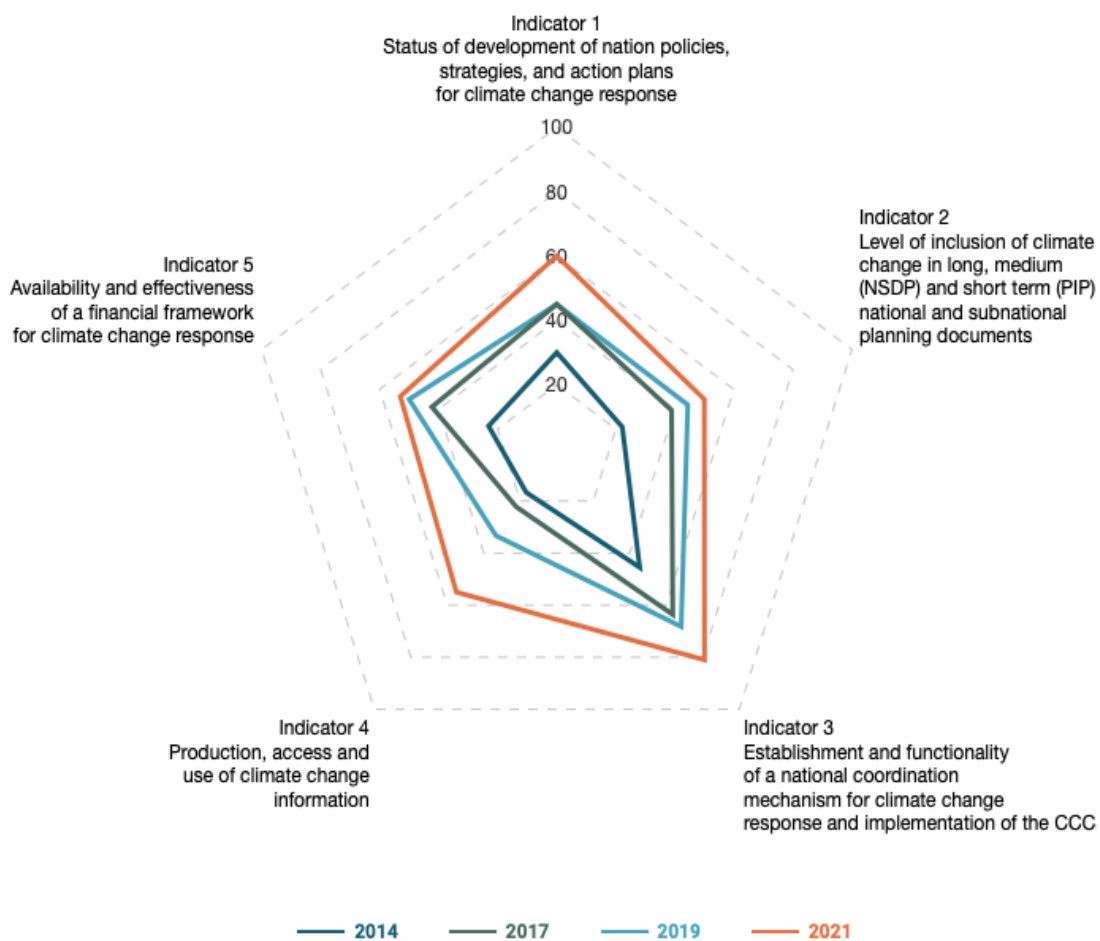 Indicator 1
Status of development of nation policies,
strategies, and action plans
for climate change response
100
80
60
40
20
Indicator 2
Level of inclusion of climate
change in long, medium
(NSDP) and short term (PIP)
national and subnational
planning documents
Indicator 5
Availability and effectiveness
of a financial framework
for climate change response
Indicator 4
Production, access and
use of climate change
information
Indicator 3
Establishment and functionality
of a national coordination
mechanism for climate change
response and implementation of the CCC
2014 2017 2019 2021